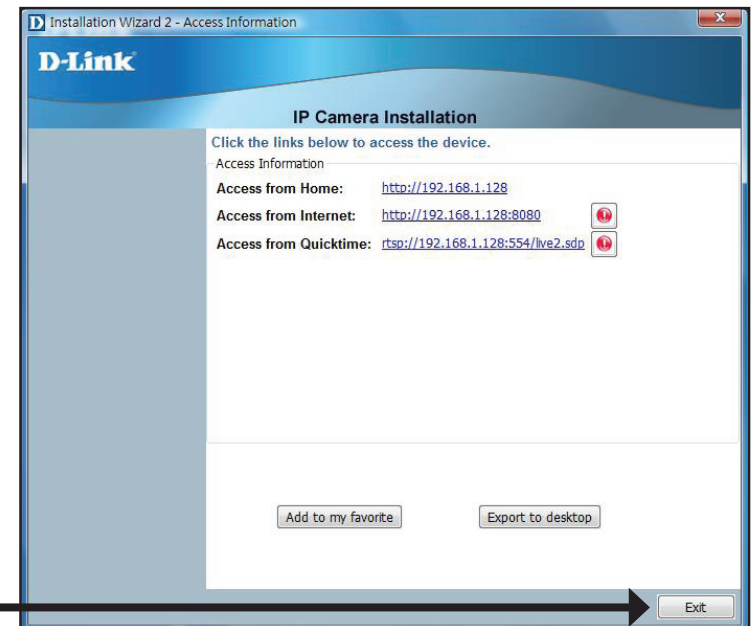 Installation Wizard 2 - Access Information
D-Link
IP Camera Installation
Click the links below to access the device.
Access Information
Access from Home: http://192.168.1.128
Access from Internet: http://192.168.1.128:8080
Access from Quicktime: rtsp://192.168.1.128:554/live2.sdp
Add to my favorite Export to desktop
Exit